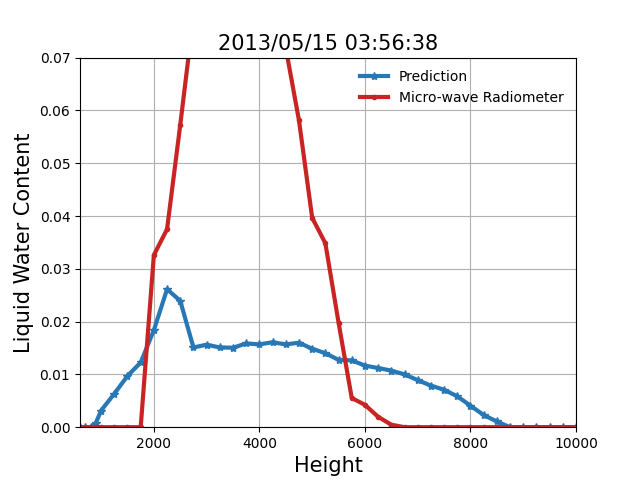 2013/05/15 03:56:38
Prediction
Micro-wave Radiometer
Liquid Water Content
0.07
0.06
0.05
0.04
0.03
0.02
0.01
0.00
2000 4000 6000 8000 10000
Height